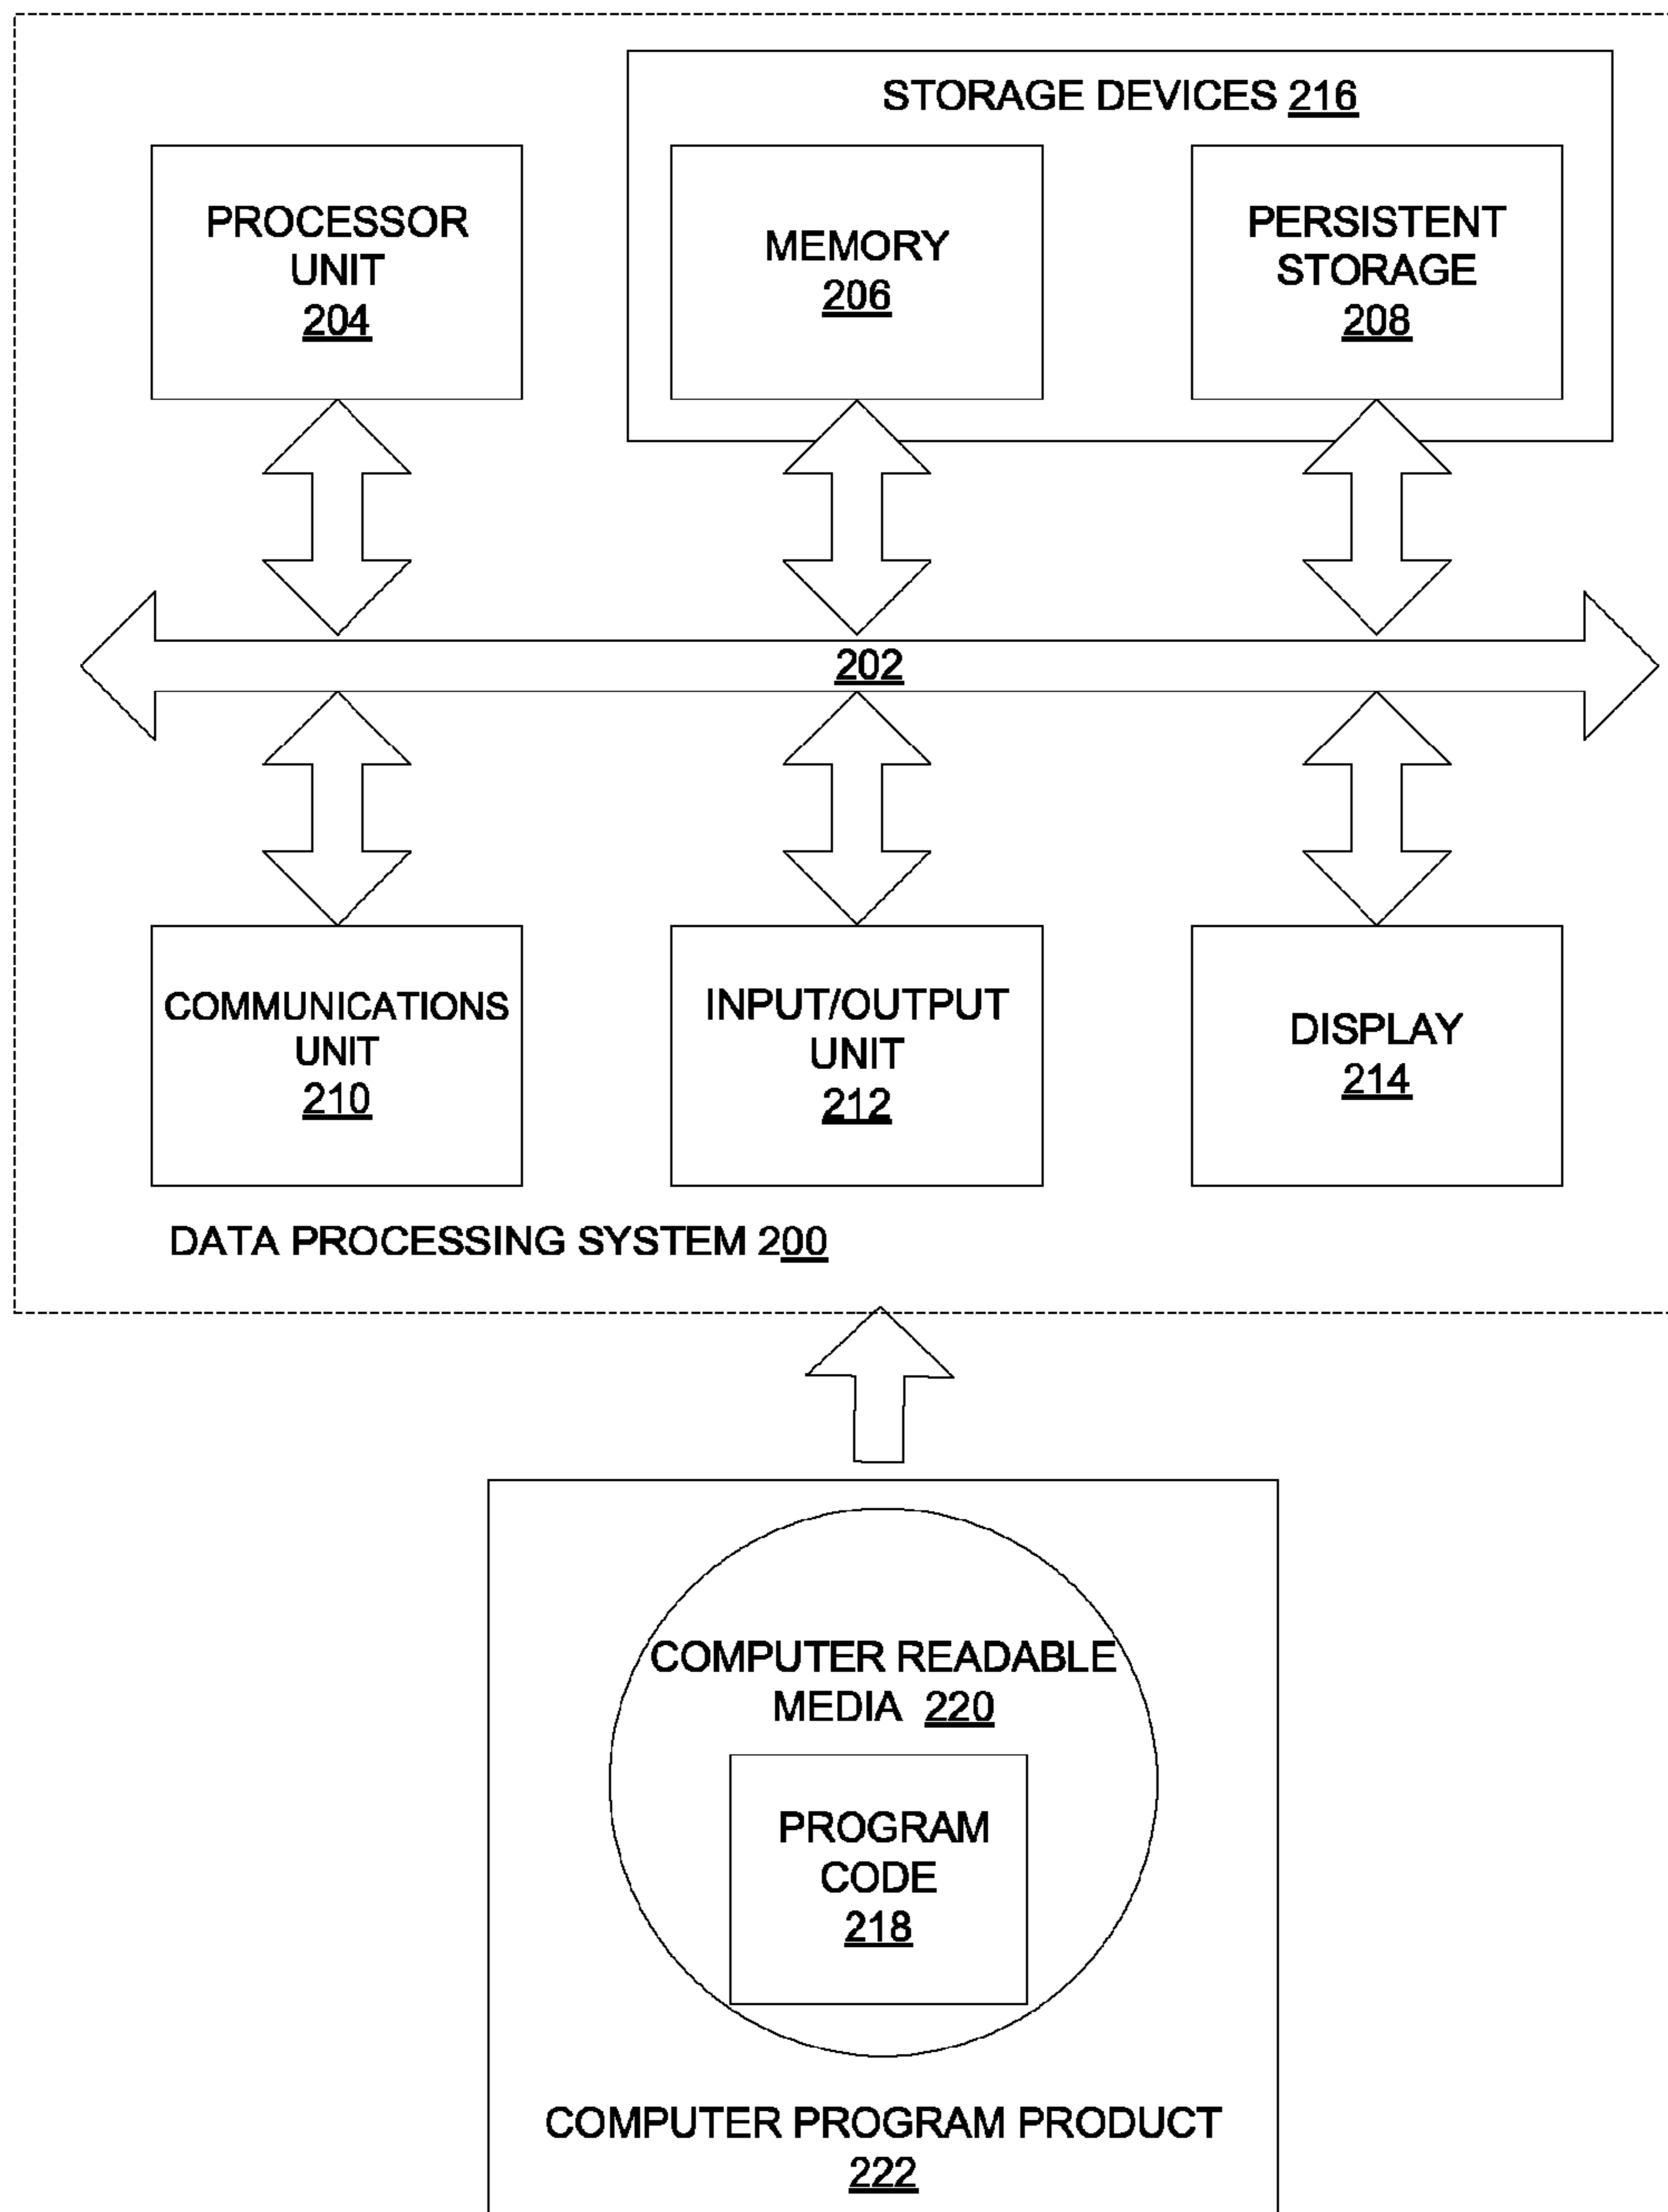 STORAGE DEVICES 216
PROCESSOR
UNIT
204
MEMORY
206
PERSISTENT
STORAGE
208
202
COMMUNICATIONS
UNIT
210
INPUT/OUTPUT
UNIT
212
DISPLAY
214
DATA PROCESSING SYSTEM 200
COMPUTER READABLE
MEDIA 220
PROGRAM
CODE
218
COMPUTER PROGRAM PRODUCT
222